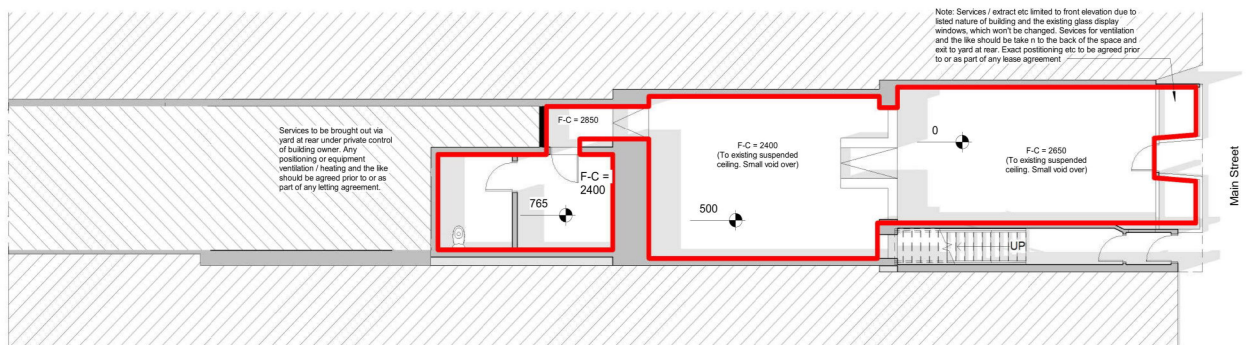 Note: Services / extract etc limited to front elevation due to
listed nature of building and the existing glass display
windows, which won't be changed. Sevices for ventilation
and the like should be take n to the back of the space and
exit to yard at rear. Exact postitioning etc to be agreed prior
to or as part of any lease agreement
Services to be brought out via
yard at rear under private control
of building owner. Any
positioning or equipment
ventilation / heating and the like
should be agreed prior to or as
part of any letting agreement.
F-C = 2850
F-C =
2400
765
F-C = 2400
(To existing suspended
ceiling. Small void over)
500
0
F-C = 2650
(To existing suspended
ceiling. Small void over)
UP
Main Street